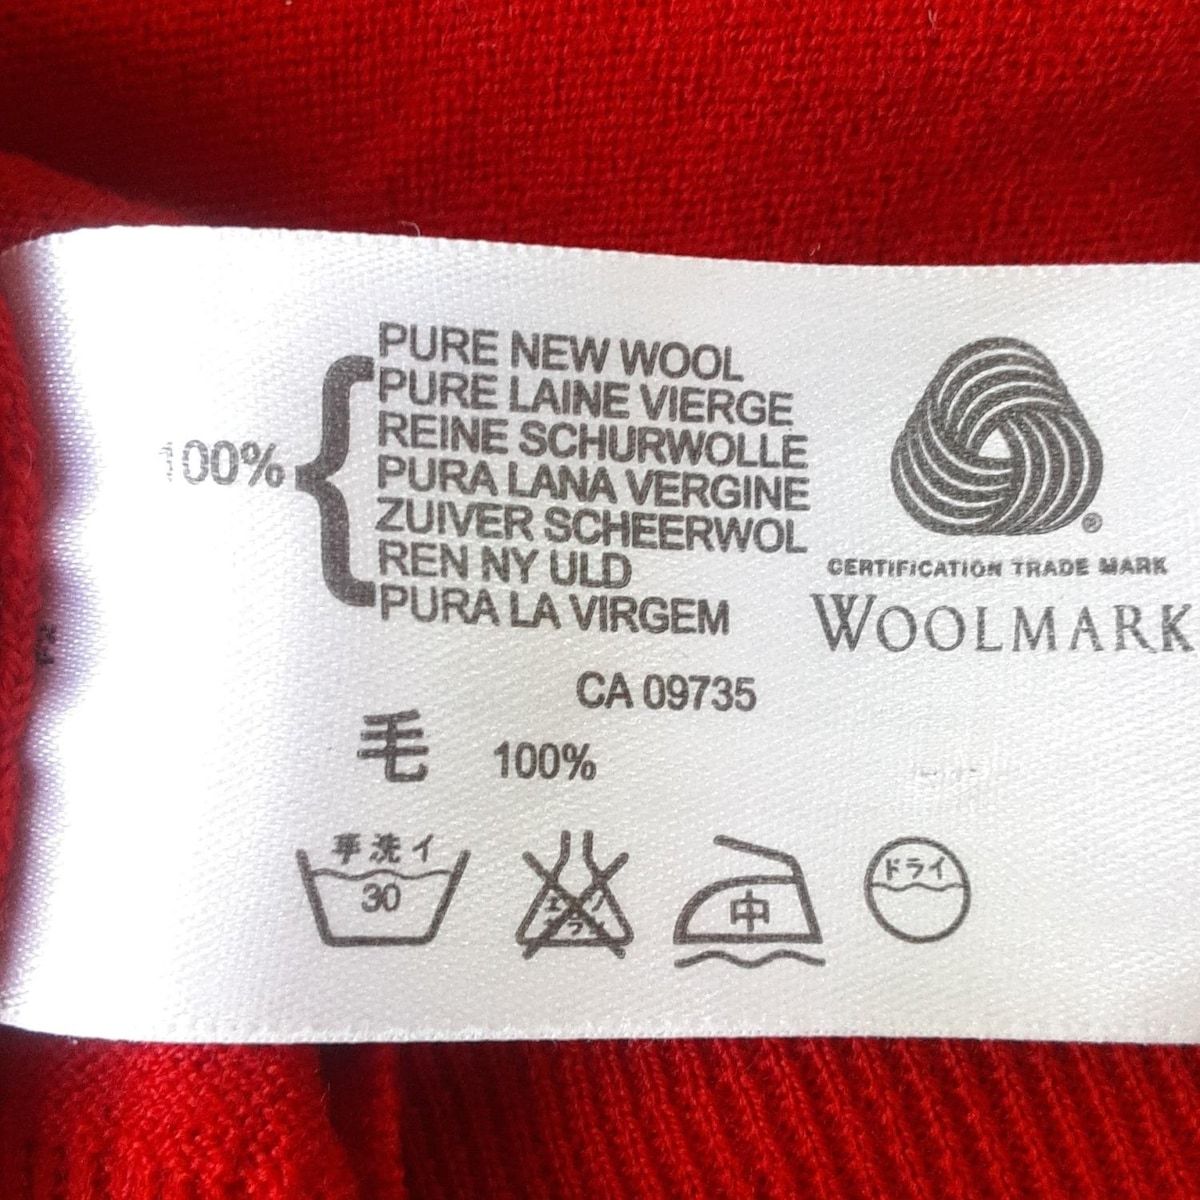 PURE NEW WOOL
PURE LAINE VIERGE
REINE SCHURWOLLE
100%
PURA LANA VERGINE
ZUIVER SCHEERWOL
REN NY ULD
PURA LA VIRGEM
®
CERTIFICATION TRADE MARK
WOOLMARK
CA 09735
毛 100%
手洗イ
30
中
ドライ